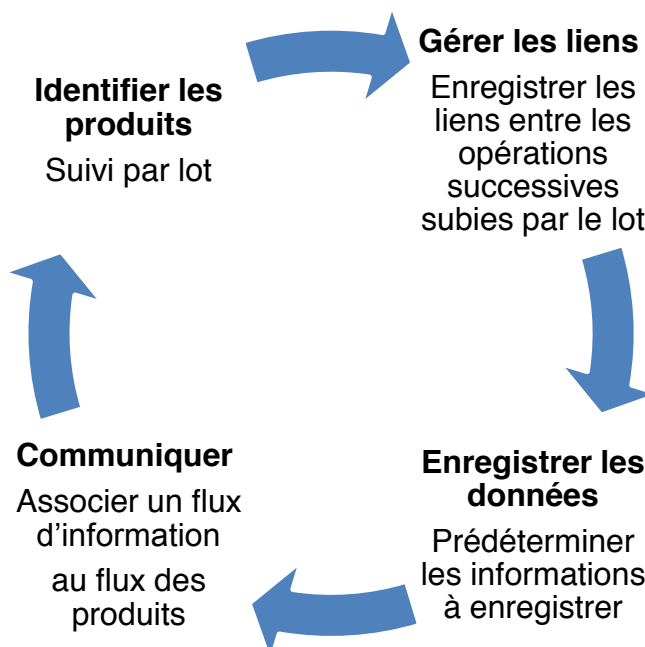 Identifier les
produits
Suivi par lot
Gérer les liens
Enregistrer les
liens entre les
opérations
successives
subies par le lot
Enregistrer les
données
Prédéterminer
les informations
à enregistrer
Communiquer
Associer un flux
d’information
au flux des
produits